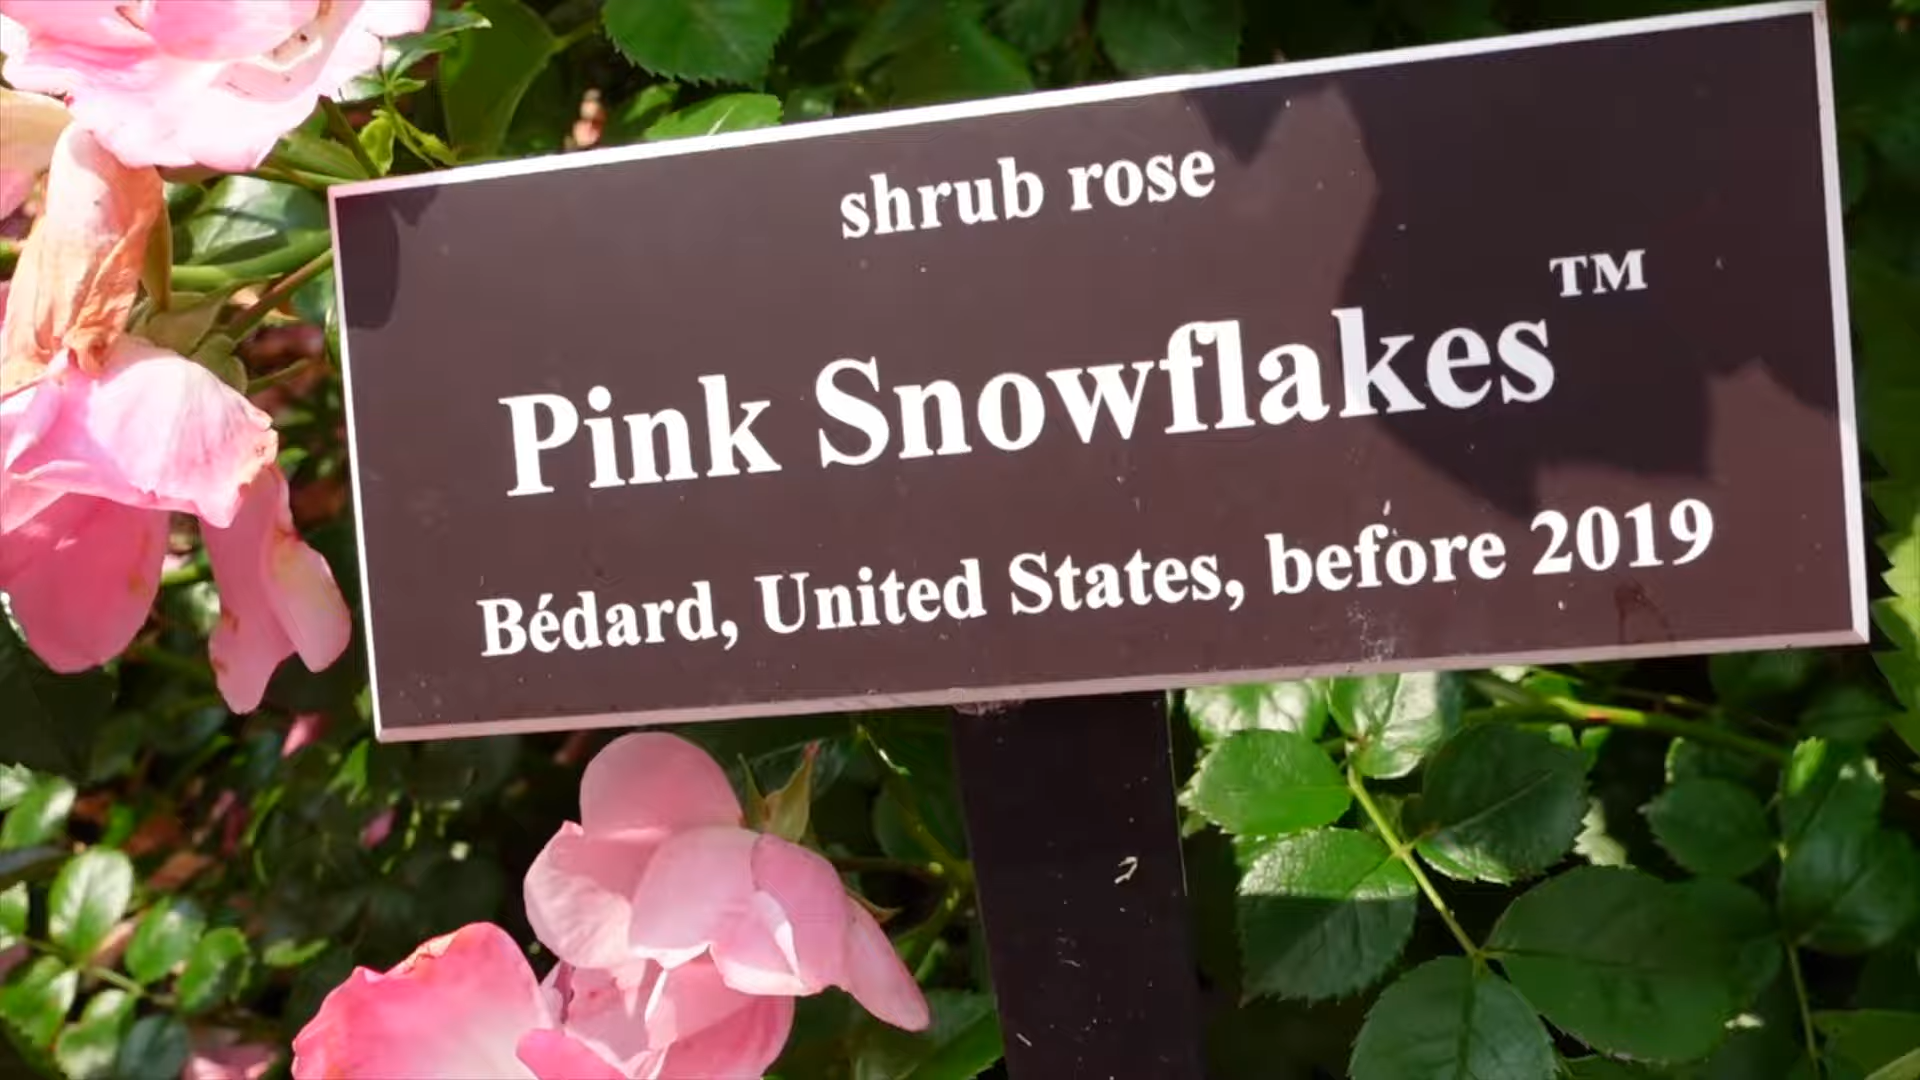 shrub rose
Pink Snowflakes™
Bédard, United States, before 2019